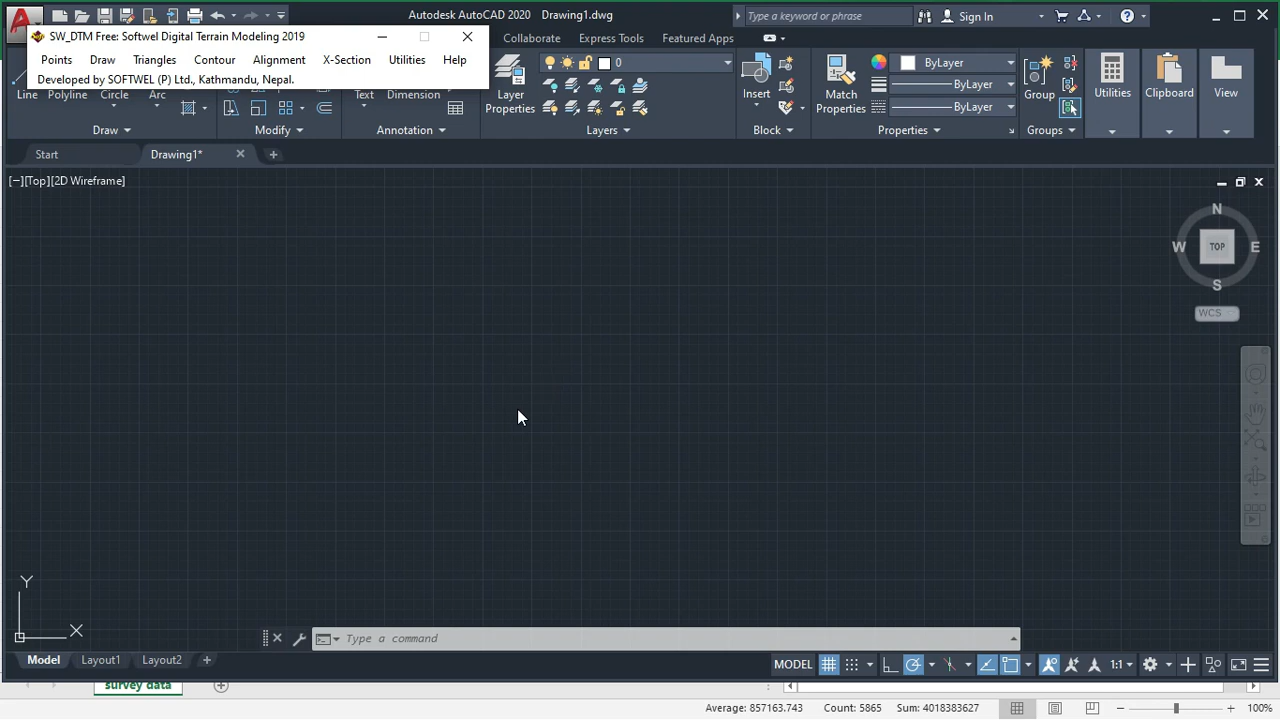 Autodesk AutoCAD 2020 Drawing1.dwg
Type a keyword or phrase
Sign In
SW_DTM Free: Softwel Digital Terrain Modeling 2019
Points Draw Triangles Contour Alignment X-Section Utilities Help
Developed by SOFTWEL (P) Ltd., Kathmandu, Nepal.
Collaborate Express Tools Featured Apps
0
ByLayer
ByLayer
ByLayer
Line Polyline Circle Arc
Text Dimension
Layer
Properties
Insert
Match
Properties
Group
Utilities
Clipboard
View
Draw Modify Annotation Layers Block Properties Groups
Start Drawing1*
[−][Top][2D Wireframe]
N
W TOP E
S
WCS
Y
X
Type a command
Model Layout1 Layout2
MODEL 1:1
survey data
Average: 857163.743 Count: 5865 Sum: 4018383627 100%